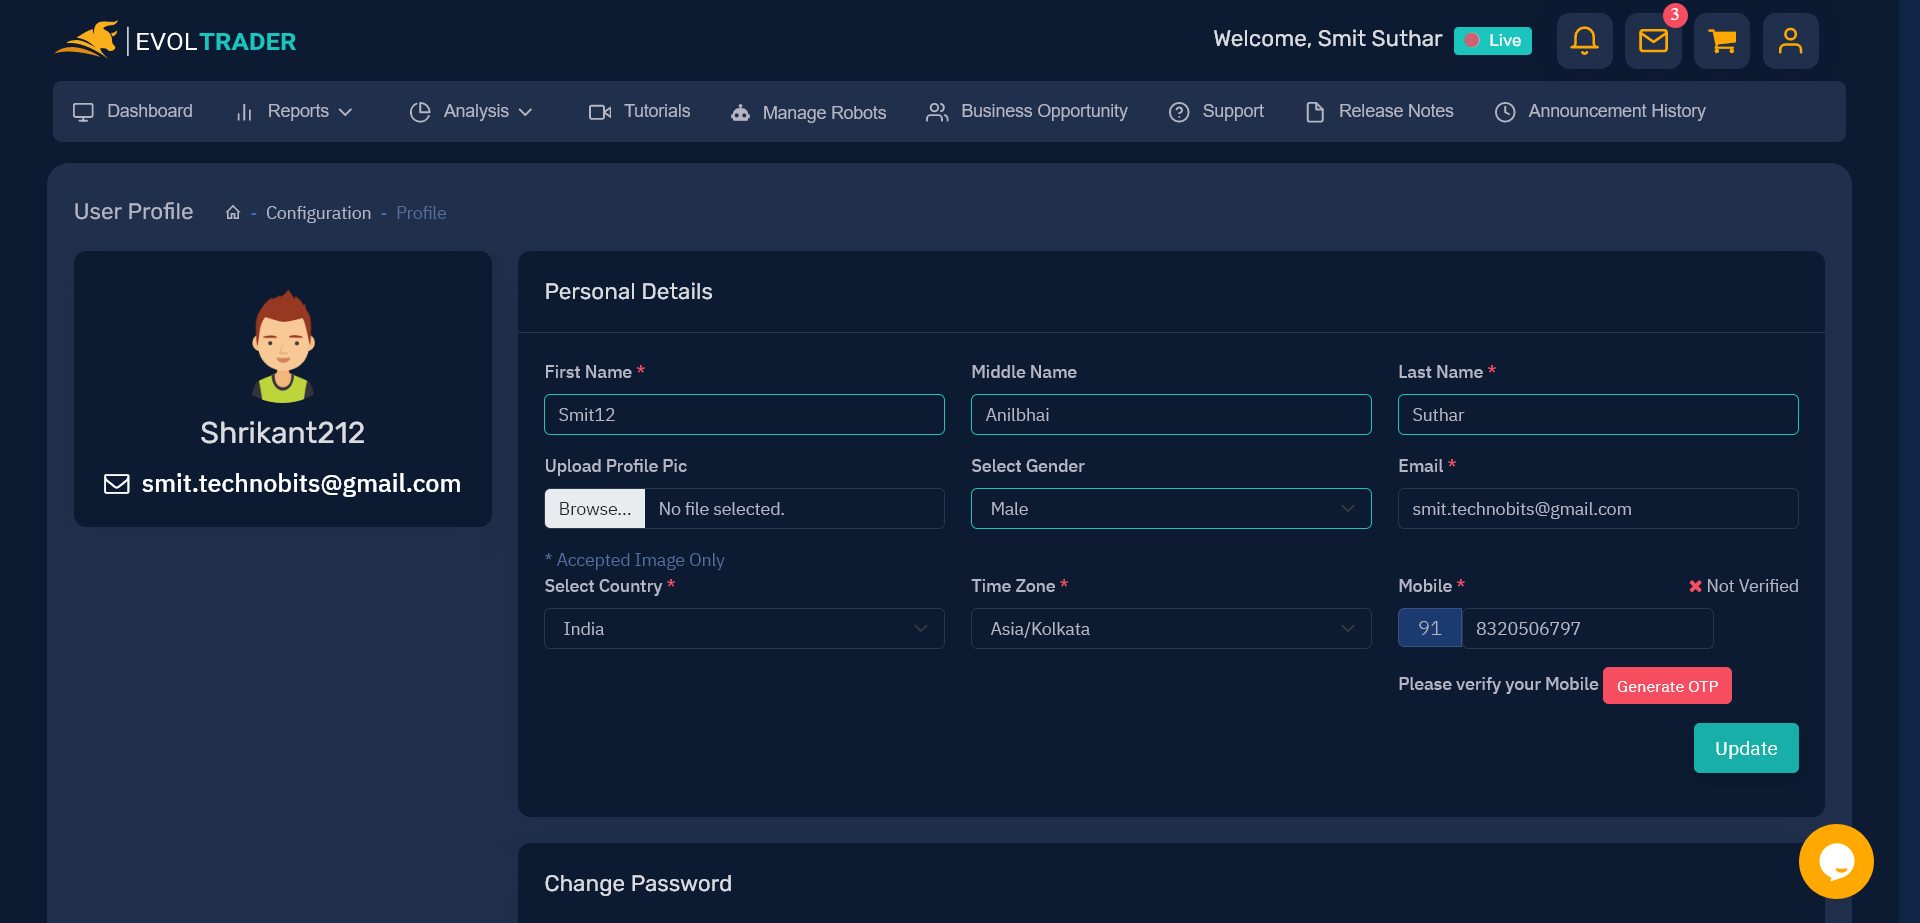 EVOLTRADER
Welcome, Smit Suthar
Live
3
Dashboard
Reports
Analysis
Tutorials
Manage Robots
Business Opportunity
Support
Release Notes
Announcement History
User Profile
- Configuration - Profile
Shrikant212
smit.technobits@gmail.com
Personal Details
First Name *
Middle Name
Last Name *
Smit12
Anilbhai
Suthar
Upload Profile Pic
Select Gender
Email *
Browse... No file selected.
Male
smit.technobits@gmail.com
* Accepted Image Only
Select Country *
Time Zone *
Mobile *
Not Verified
India
Asia/Kolkata
91
8320506797
Please verify your Mobile
Generate OTP
Update
Change Password